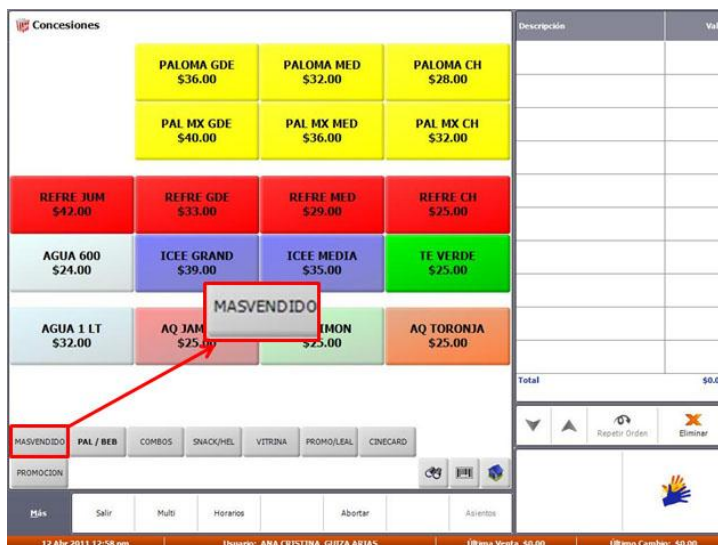 Concesiones
Descripción Val
PALOMA GDE
$36.00
PALOMA MED
$32.00
PALOMA CH
$28.00
PAL MX GDE
$40.00
PAL MX MED
$36.00
PAL MX CH
$32.00
REFRE JUM
$42.00
REFRE GDE
$33.00
REFRE MED
$29.00
REFRE CH
$25.00
AGUA 600
$24.00
ICEE GRAND
$39.00
ICEE MEDIA
$35.00
TE VERDE
$25.00
MASVENDIDO
AGUA 1 LT
$32.00
AQ JAM
$25.00
IMON
$25.00
AQ TORONJA
$25.00
Total $0.0
MASVENDIDO PAL / BEB COMBOS SNACK/HEL VITRINA PROMO/LEAL CINECARD
Repetir Orden Eliminar
PROMOCION
Más Salir Multi Horarios Abortar Asientos
12 Abr 2011 12:58 pm Usuario: ANA CRISTINA GUIZA ARIAS Última Venta $0.00 Último Cambio: $0.00